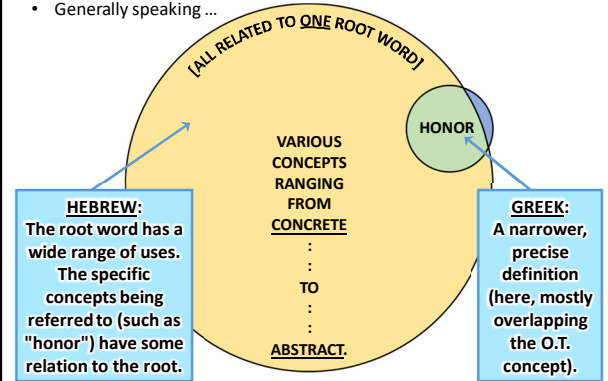 • Generally speaking …
[ALL RELATED TO ONE ROOT WORD]
HONOR
VARIOUS
CONCEPTS
RANGING
FROM
CONCRETE
:
:
TO
:
:
ABSTRACT.
HEBREW:
The root word has a
wide range of uses.
The specific
concepts being
referred to (such as
"honor") have some
relation to the root.
GREEK:
A narrower,
precise
definition
(here, mostly
overlapping
the O.T.
concept).